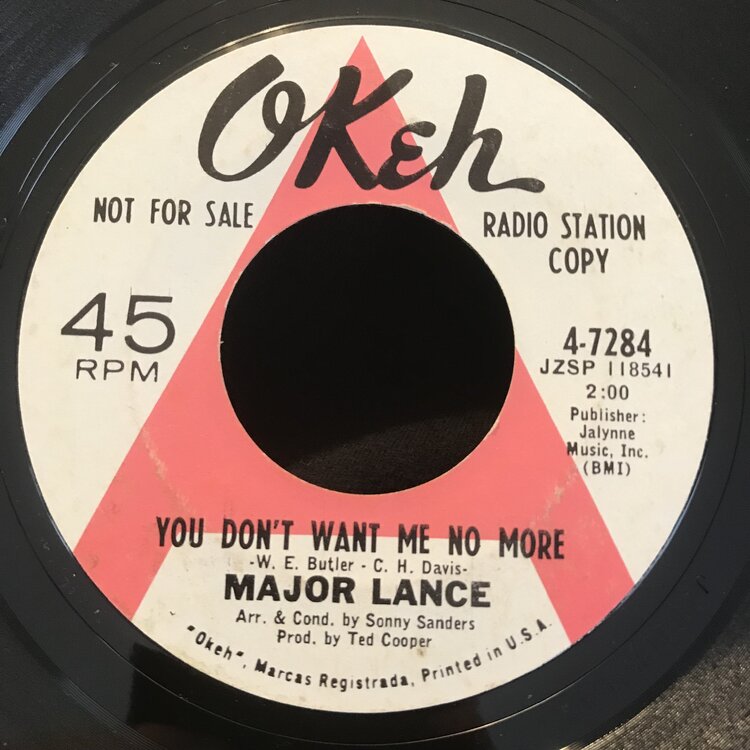 OKeh
NOT FOR SALE
RADIO STATION
COPY
45
RPM
4-7284
JZSP 118541
2:00
Publisher:
Jalynne
Music, Inc.
(BMI)
YOU DON'T WANT ME NO MORE
-W. E. Butler - C. H. Davis-
MAJOR LANCE
Arr. & Cond. by Sonny Sanders
Prod. by Ted Cooper
"Okeh", Marcas Registrada, Printed in U.S.A.